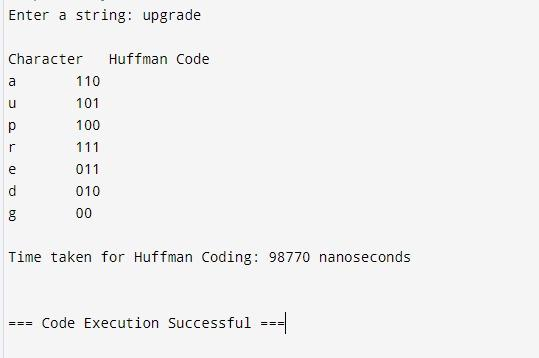 Enter a string: upgrade
Character   Huffman Code
a       110
u       101
p       100
r       111
e       011
d       010
g       00
Time taken for Huffman Coding: 98770 nanoseconds
=== Code Execution Successful ===